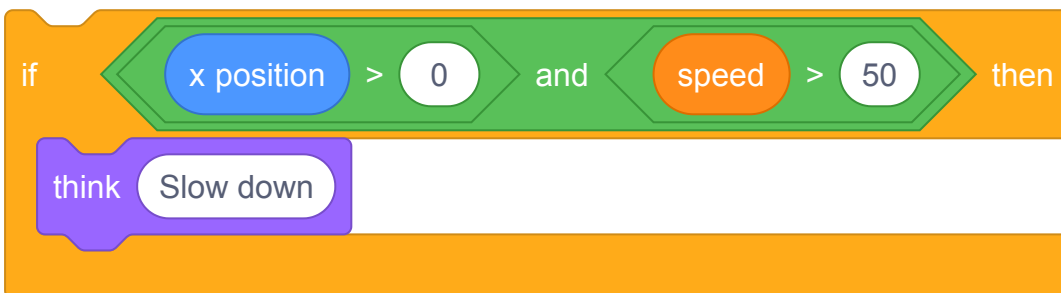 if x position > 0 and speed > 50 then
think Slow down